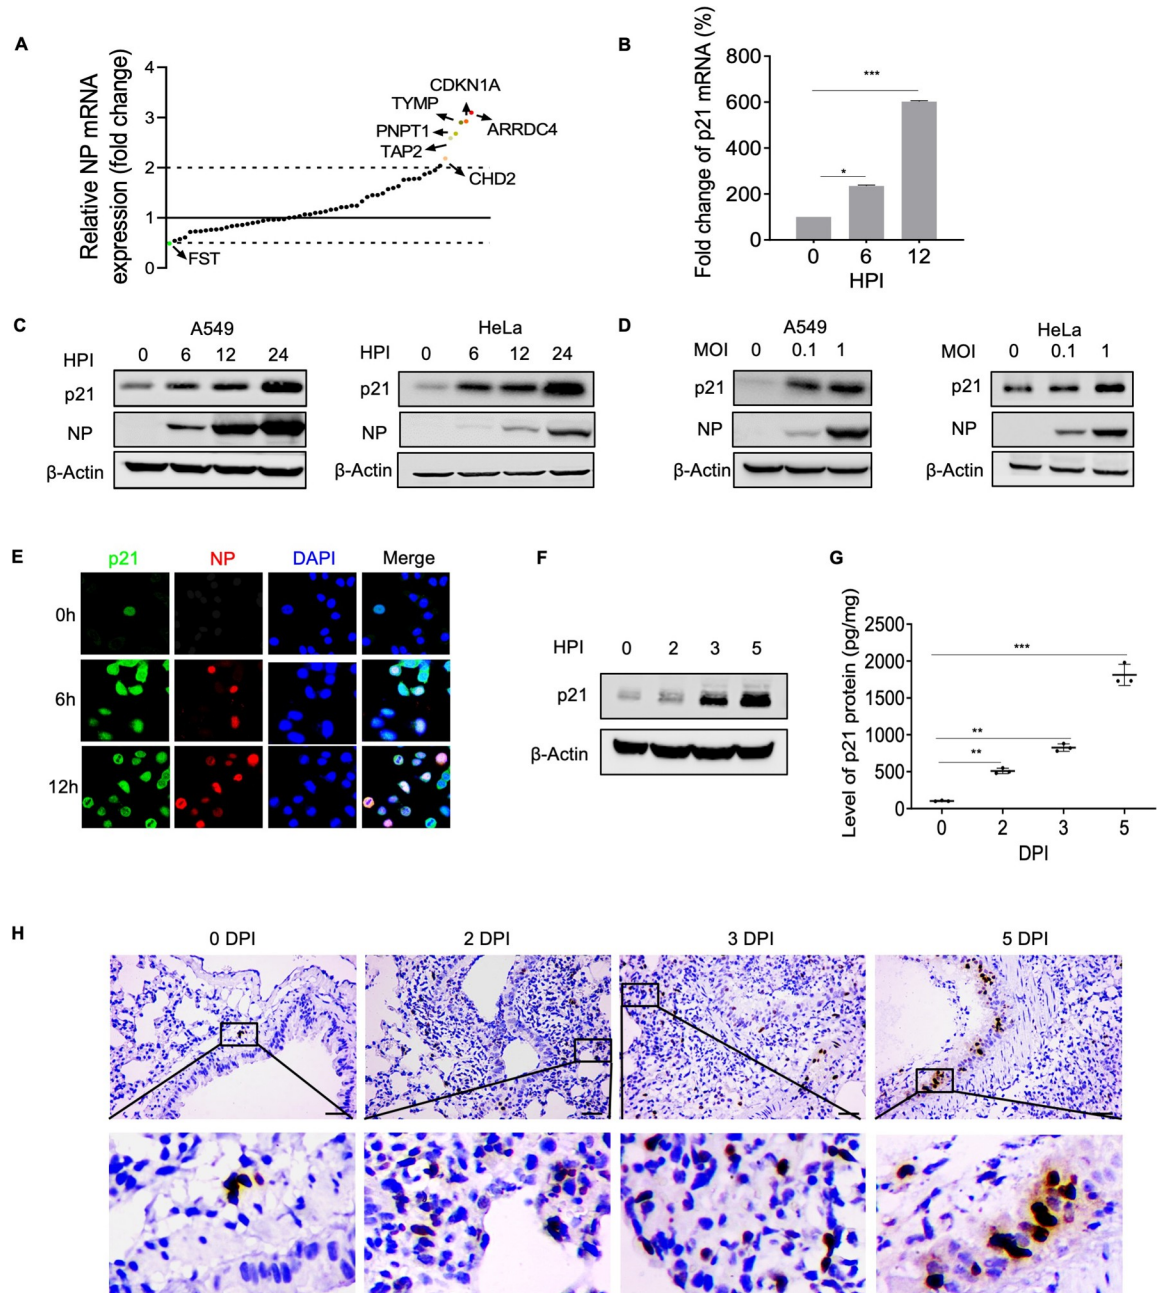 A
Relative NP mRNA
expression (fold change)
4
3
2
1
0
CDKN1A
TYMP
ARRDC4
PNPT1
TAP2
CHD2
FST
B
Fold change of p21 mRNA (%)
800
600
400
200
0
***
*
0 6 12
HPI
C
A549
HPI 0 6 12 24
p21
NP
β-Actin
HeLa
HPI 0 6 12 24
p21
NP
β-Actin
D
A549
MOI 0 0.1 1
p21
NP
β-Actin
HeLa
MOI 0 0.1 1
p21
NP
β-Actin
E
p21 NP DAPI Merge
0h
6h
12h
F
HPI 0 2 3 5
p21
β-Actin
G
Level of p21 protein (pg/mg)
2500
2000
1500
1000
500
0
***
**
**
0 2 3 5
DPI
H
0 DPI 2 DPI 3 DPI 5 DPI